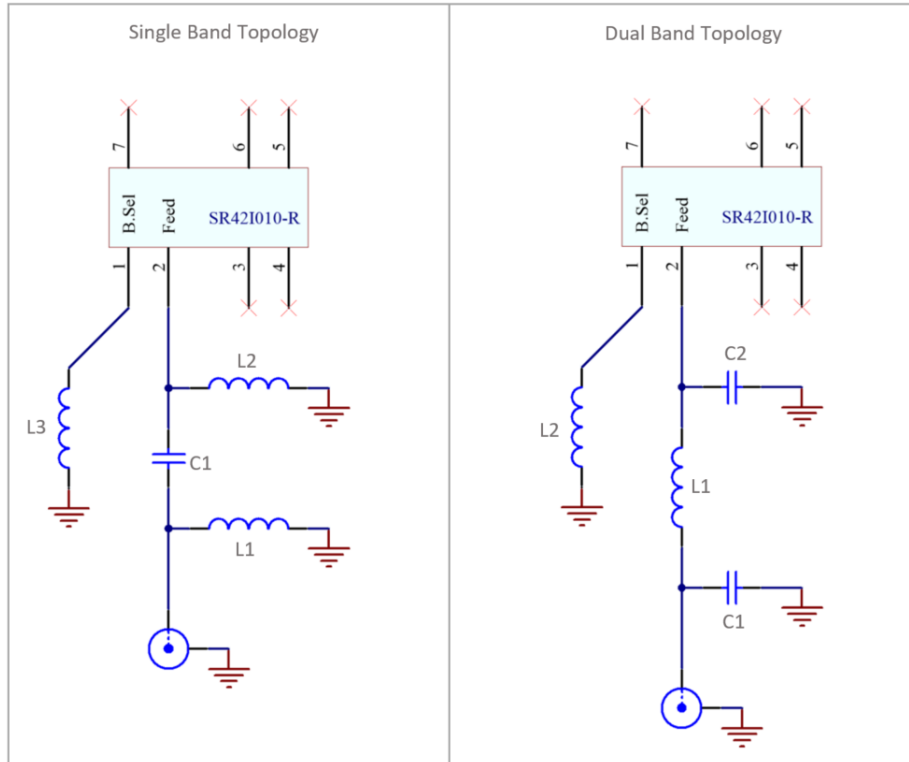 Single Band Topology
7
6
5
B.Sel
Feed
SR42I010-R
1
2
3
4
L2
L3
C1
L1
Dual Band Topology
7
6
5
B.Sel
Feed
SR42I010-R
1
2
3
4
C2
L2
L1
C1